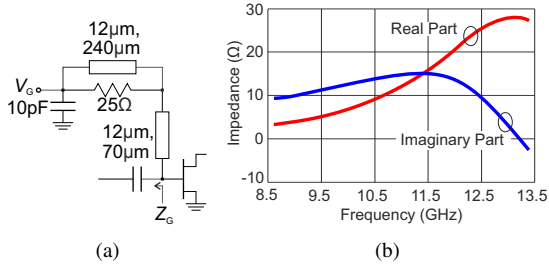 (a)
12μm,
240μm
V_G
10pF
25Ω
12μm,
70μm
Z_G
(a)
(b)
Impedance (Ω)
30
20
10
0
-10
Real Part
Imaginary Part
8.5 9.5 10.5 11.5 12.5 13.5
Frequency (GHz)
(b)